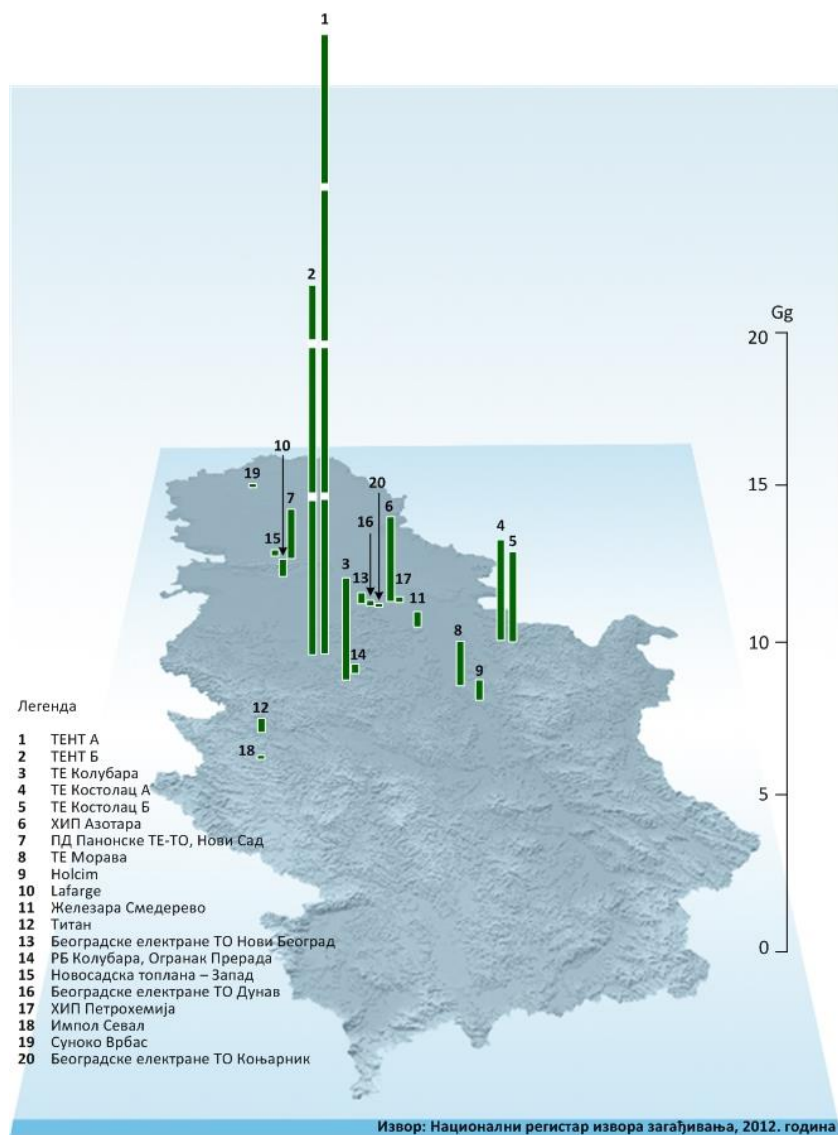 1
2
Gg
20
10
19
20
15
7
6
16
4
5
15
3
13
17
11
8
10
14
9
Легенда
12
1 ТЕНТ А
18
2 ТЕНТ Б
3 ТЕ Колубара
4 ТЕ Костолац А
5
5 ТЕ Костолац Б
6 ХИП Азотара
7 ПД Панонске ТЕ-ТО, Нови Сад
8 ТЕ Морава
9 Holcim
10 Lafarge
11 Железара Смедерево
12 Титан
13 Београдске електране ТО Нови Београд
0
14 РБ Колубара, Огранак Прерада
15 Новосадска топлана – Запад
16 Београдске електране ТО Дунав
17 ХИП Петрохемија
18 Импол Севал
19 Суноко Врбас
20 Београдске електране ТО Коњарник
Извор: Национални регистар извора загађивања, 2012. година